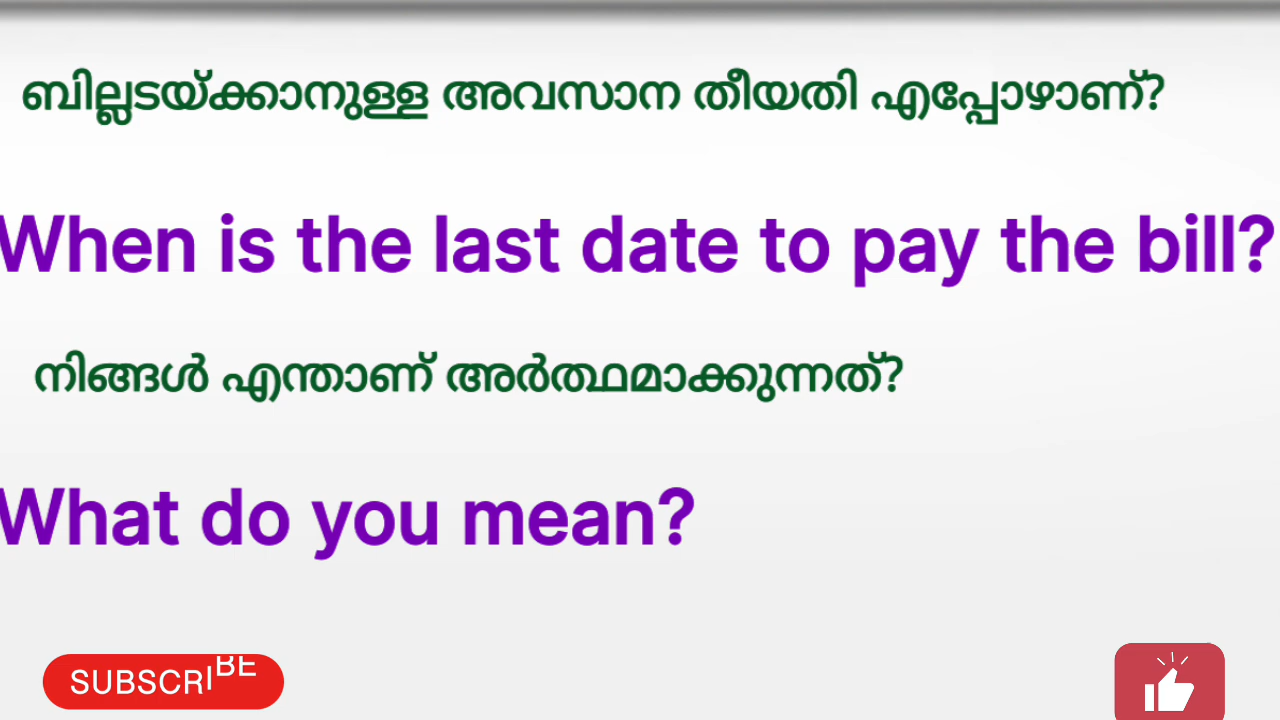 ബില്ലടയ്ക്കാനുള്ള അവസാന തീയതി എപ്പോഴാണ്?
When is the last date to pay the bill?
നിങ്ങൾ എന്താണ് അർത്ഥമാക്കുന്നത്?
What do you mean?
SUBSCRIBE